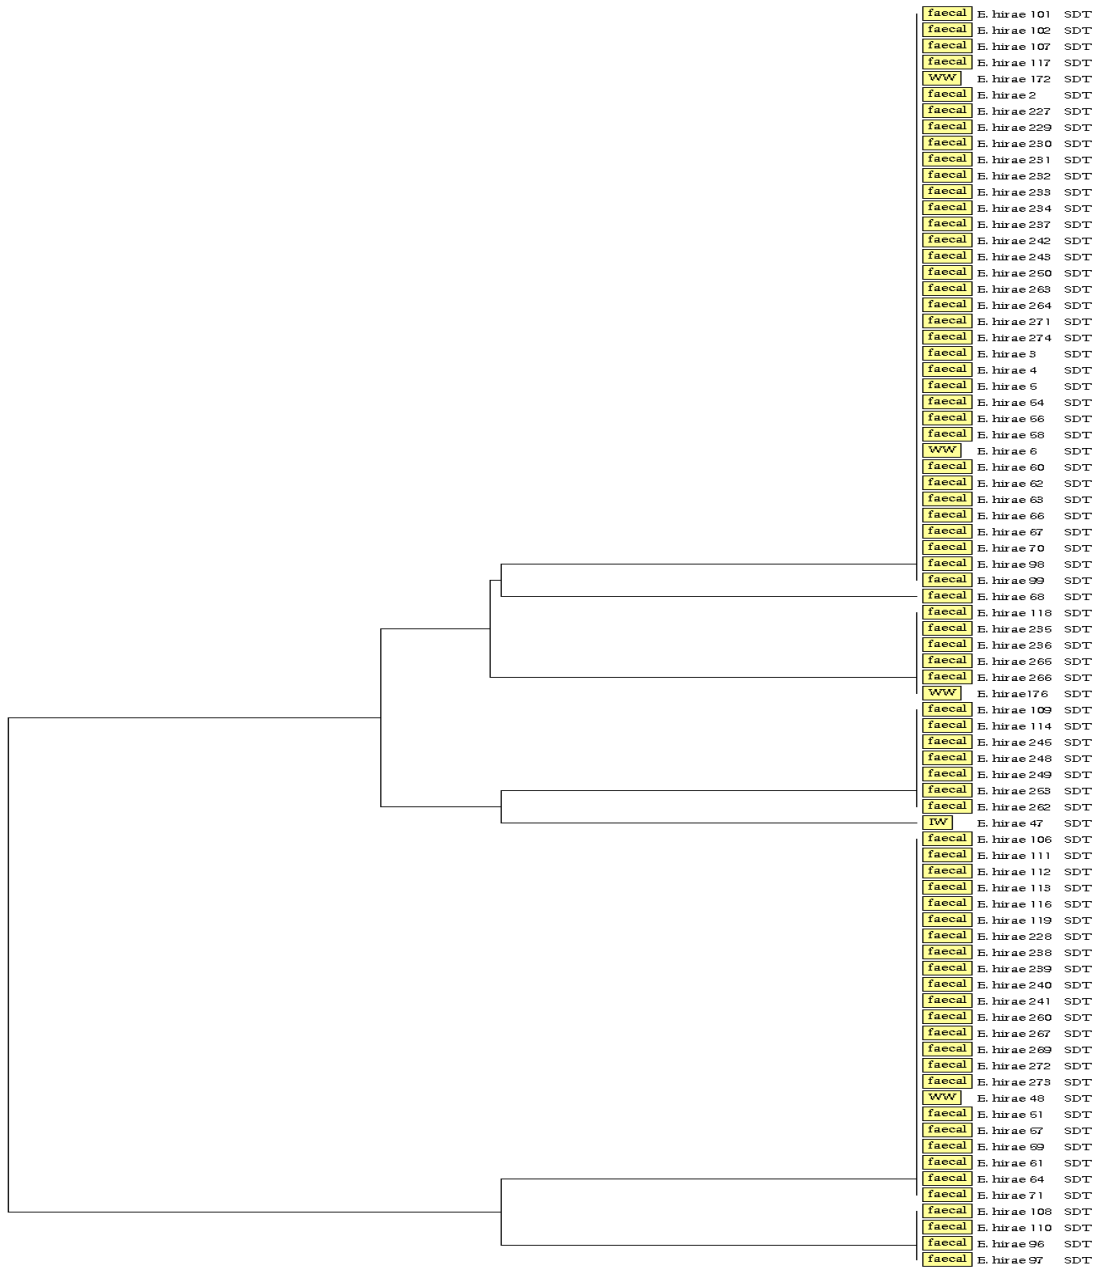 faecal E. hirae 101 SDT
faecal E. hirae 102 SDT
faecal E. hirae 107 SDT
faecal E. hirae 117 SDT
WW E. hirae 172 SDT
faecal E. hirae 2 SDT
faecal E. hirae 227 SDT
faecal E. hirae 229 SDT
faecal E. hirae 230 SDT
faecal E. hirae 231 SDT
faecal E. hirae 232 SDT
faecal E. hirae 233 SDT
faecal E. hirae 234 SDT
faecal E. hirae 237 SDT
faecal E. hirae 242 SDT
faecal E. hirae 243 SDT
faecal E. hirae 250 SDT
faecal E. hirae 263 SDT
faecal E. hirae 264 SDT
faecal E. hirae 271 SDT
faecal E. hirae 274 SDT
faecal E. hirae 3 SDT
faecal E. hirae 4 SDT
faecal E. hirae 5 SDT
faecal E. hirae 54 SDT
faecal E. hirae 56 SDT
faecal E. hirae 58 SDT
WW E. hirae 6 SDT
faecal E. hirae 60 SDT
faecal E. hirae 62 SDT
faecal E. hirae 63 SDT
faecal E. hirae 66 SDT
faecal E. hirae 67 SDT
faecal E. hirae 70 SDT
faecal E. hirae 98 SDT
faecal E. hirae 99 SDT
faecal E. hirae 68 SDT
faecal E. hirae 118 SDT
faecal E. hirae 235 SDT
faecal E. hirae 236 SDT
faecal E. hirae 265 SDT
faecal E. hirae 266 SDT
WW E. hirae176 SDT
faecal E. hirae 109 SDT
faecal E. hirae 114 SDT
faecal E. hirae 245 SDT
faecal E. hirae 248 SDT
faecal E. hirae 249 SDT
faecal E. hirae 253 SDT
faecal E. hirae 262 SDT
IW E. hirae 47 SDT
faecal E. hirae 106 SDT
faecal E. hirae 111 SDT
faecal E. hirae 112 SDT
faecal E. hirae 113 SDT
faecal E. hirae 116 SDT
faecal E. hirae 119 SDT
faecal E. hirae 228 SDT
faecal E. hirae 238 SDT
faecal E. hirae 239 SDT
faecal E. hirae 240 SDT
faecal E. hirae 241 SDT
faecal E. hirae 260 SDT
faecal E. hirae 267 SDT
faecal E. hirae 269 SDT
faecal E. hirae 272 SDT
faecal E. hirae 273 SDT
WW E. hirae 48 SDT
faecal E. hirae 51 SDT
faecal E. hirae 57 SDT
faecal E. hirae 59 SDT
faecal E. hirae 61 SDT
faecal E. hirae 64 SDT
faecal E. hirae 71 SDT
faecal E. hirae 108 SDT
faecal E. hirae 110 SDT
faecal E. hirae 96 SDT
faecal E. hirae 97 SDT